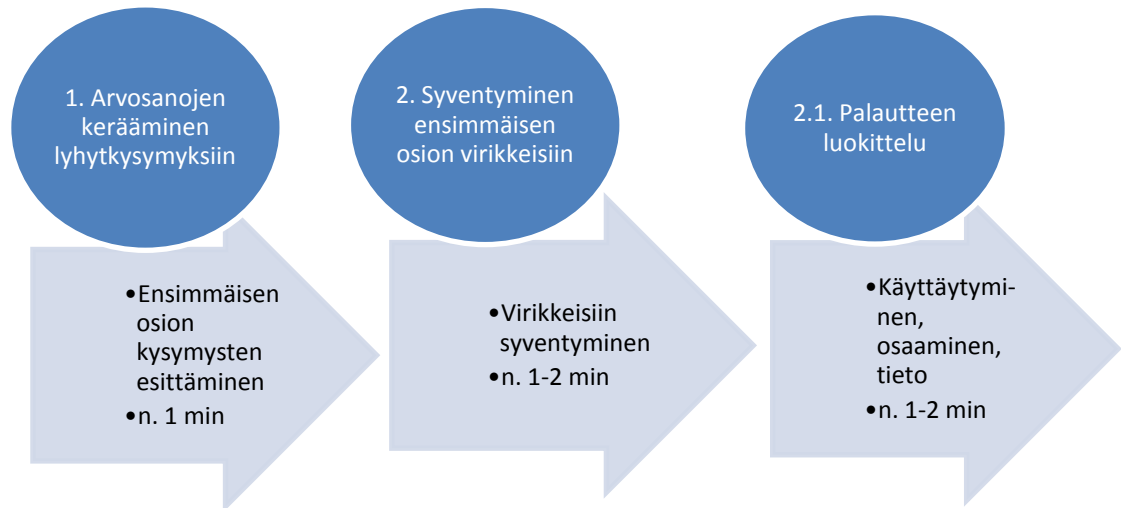 1. Arvosanojen
kerääminen
lyhytkysymyksiin
•Ensimmäisen
osion
kysymysten
esittäminen
•n. 1 min
2. Syventyminen
ensimmäisen
osion virikkeisiin
•Virikkeisiin
syventyminen
•n. 1-2 min
2.1. Palautteen
luokittelu
•Käyttäytymi-
nen,
osaaminen,
tieto
•n. 1-2 min